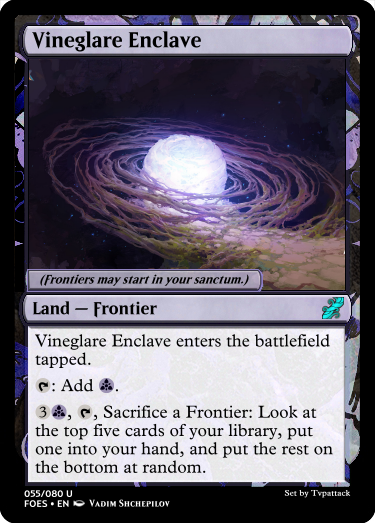 Vineglare Enclave
(Frontiers may start in your sanctum.)
Land — Frontier
Vineglare Enclave enters the battlefield
tapped.
: Add .
3, , Sacrifice a Frontier: Look at
the top five cards of your library, put
one into your hand, and put the rest on
the bottom at random.
055/080 U
Set by Tvpattack
FOES • EN Vadim Shchepilov